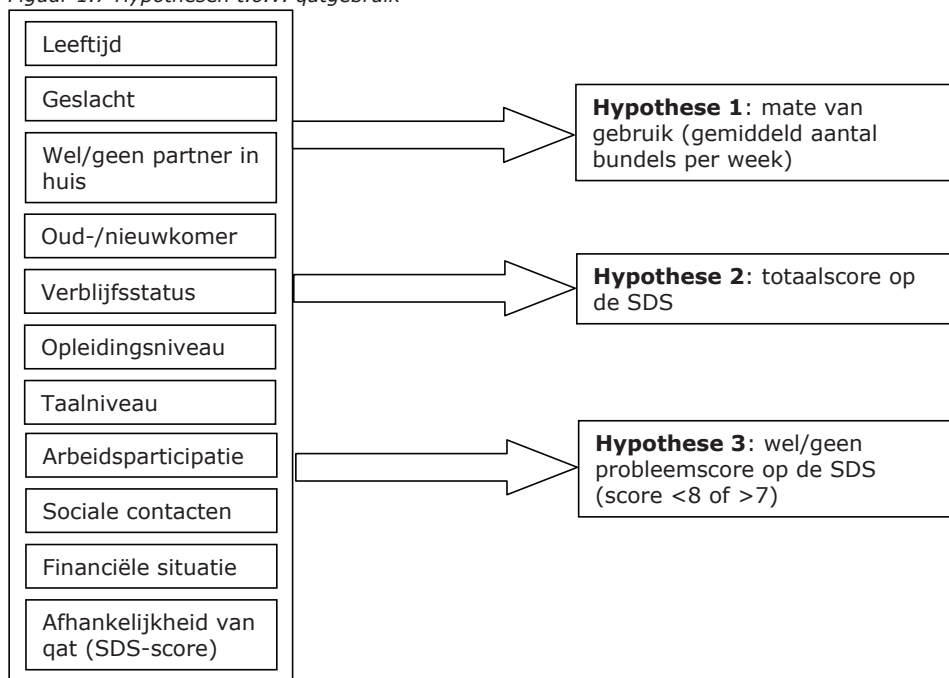 Figuur 1.7 Hypothesen t.o.v. qatgebruik
Leeftijd
Geslacht
Wel/geen partner in
huis
Oud-/nieuwkomer
Verblijfsstatus
Opleidingsniveau
Taalniveau
Arbeidsparticipatie
Sociale contacten
Financiële situatie
Afhankelijkheid van
qat (SDS-score)
Hypothese 1: mate van
gebruik (gemiddeld aantal
bundels per week)
Hypothese 2: totaalscore op
de SDS
Hypothese 3: wel/geen
probleemscore op de SDS
(score <8 of >7)